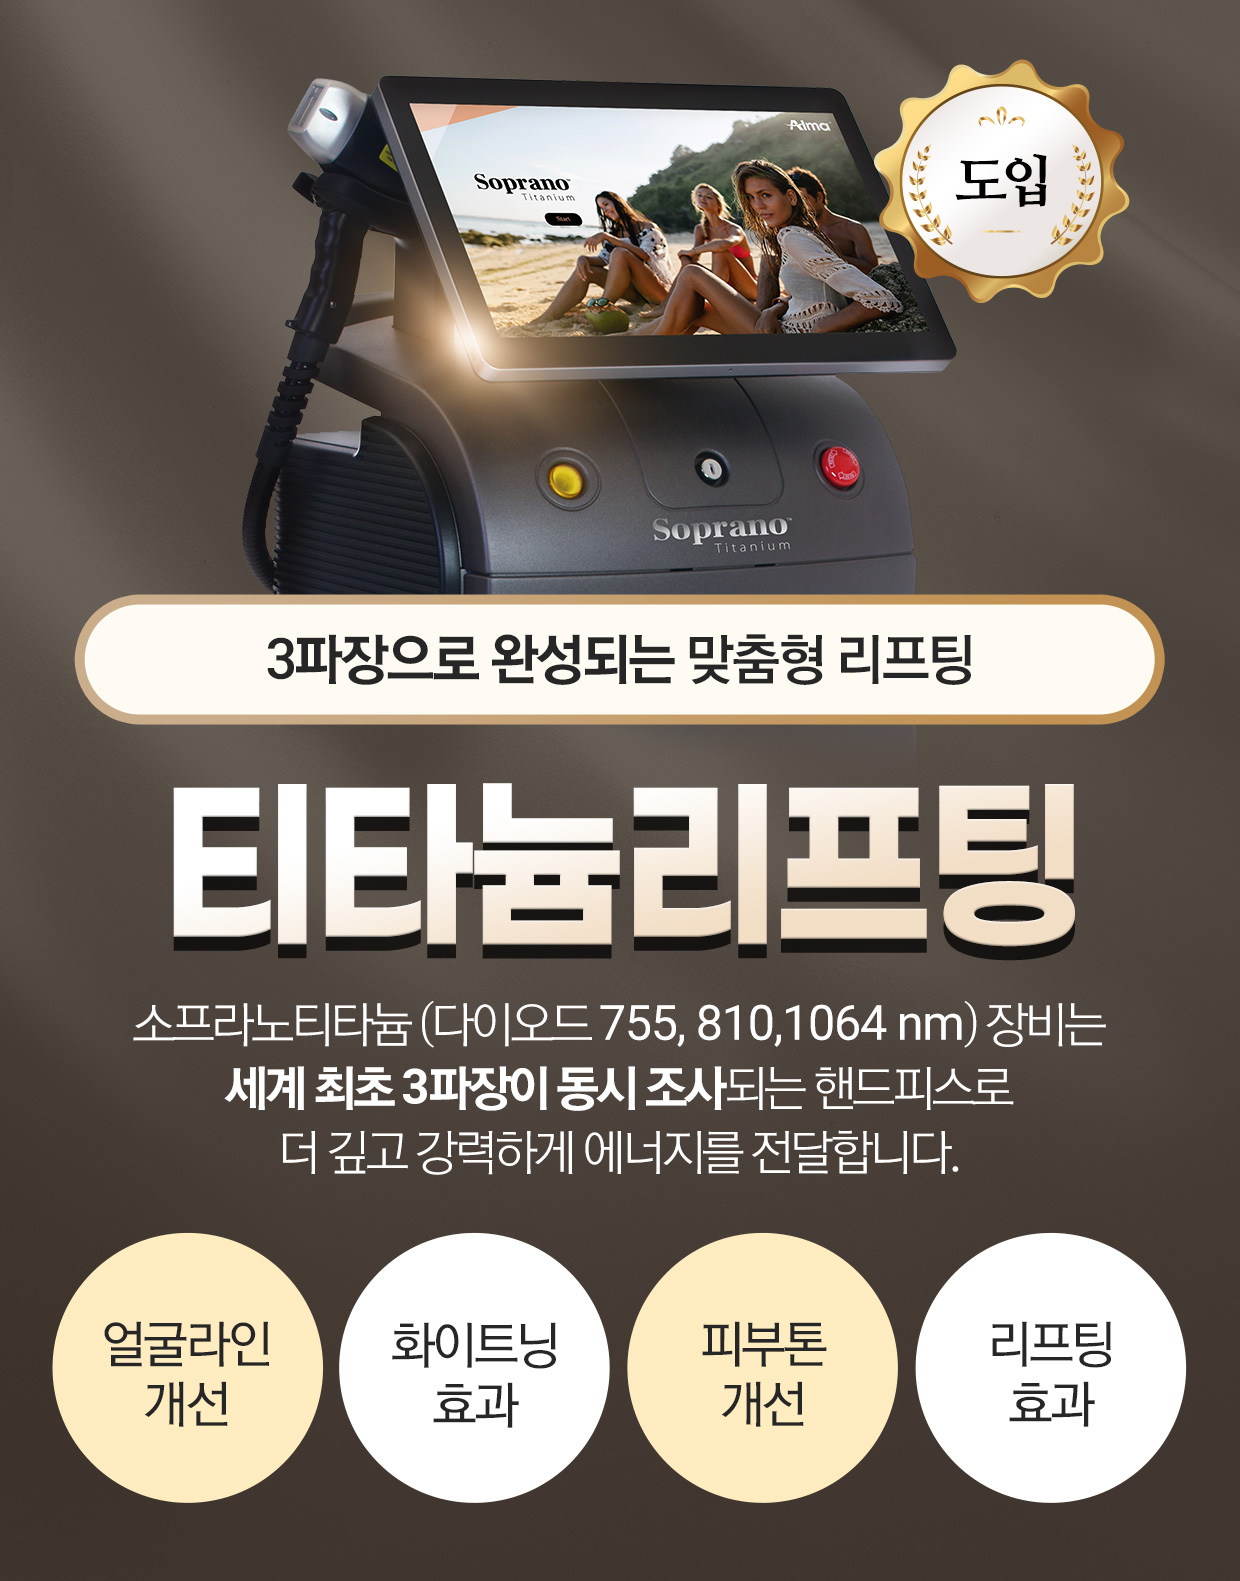 Alma
도입
Soprano
Titanium
Start
Soprano
Titanium
3파장으로 완성되는 맞춤형 리프팅
티타늄리프팅
소프라노티타늄 (다이오드 755, 810,1064 nm) 장비는
세계 최초 3파장이 동시 조사되는 핸드피스로
더 깊고 강력하게 에너지를 전달합니다.
얼굴라인
개선
화이트닝
효과
피부톤
개선
리프팅
효과